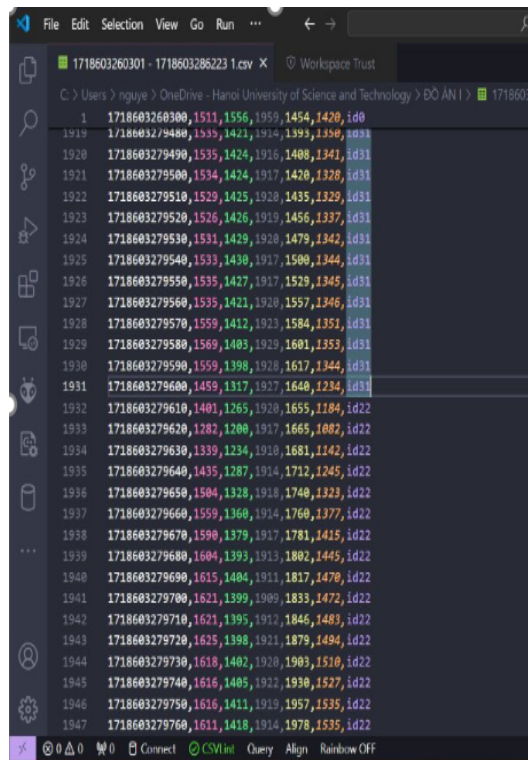 File Edit Selection View Go Run ...
1718603260301 - 1718603286223 1.csv × Workspace Trust
C: > Users > nguye > OneDrive - Hanoi University of Science and Technology > ĐỒ ÁN I > 1718603
1 1718603260300,1511,1556,1959,1454,1420,id0
1919 1718603279480,1535,1421,1914,1393,1350,id31
1920 1718603279490,1535,1424,1916,1408,1341,id31
1921 1718603279500,1534,1424,1917,1420,1328,id31
1922 1718603279510,1529,1425,1920,1435,1329,id31
1923 1718603279520,1526,1426,1919,1456,1337,id31
1924 1718603279530,1531,1429,1920,1479,1342,id31
1925 1718603279540,1533,1430,1917,1500,1344,id31
1926 1718603279550,1535,1427,1917,1529,1345,id31
1927 1718603279560,1535,1421,1920,1557,1346,id31
1928 1718603279570,1559,1412,1923,1584,1351,id31
1929 1718603279580,1569,1403,1929,1601,1353,id31
1930 1718603279590,1559,1398,1928,1617,1344,id31
1931 1718603279600,1459,1317,1927,1640,1234,id31
1932 1718603279610,1401,1265,1920,1655,1184,id22
1933 1718603279620,1282,1200,1917,1665,1082,id22
1934 1718603279630,1339,1234,1910,1681,1142,id22
1935 1718603279640,1435,1287,1914,1712,1245,id22
1936 1718603279650,1504,1328,1918,1740,1323,id22
1937 1718603279660,1559,1360,1914,1760,1377,id22
1938 1718603279670,1590,1379,1917,1781,1415,id22
1939 1718603279680,1604,1393,1913,1802,1445,id22
1940 1718603279690,1615,1404,1911,1817,1470,id22
1941 1718603279700,1621,1399,1909,1833,1472,id22
1942 1718603279710,1621,1395,1912,1846,1483,id22
1943 1718603279720,1625,1398,1921,1879,1494,id22
1944 1718603279730,1618,1402,1920,1903,1510,id22
1945 1718603279740,1616,1405,1922,1930,1527,id22
1946 1718603279750,1616,1411,1919,1957,1535,id22
1947 1718603279760,1611,1418,1914,1978,1535,id22
0 0 0 Connect CSVLint Query Align Rainbow OFF